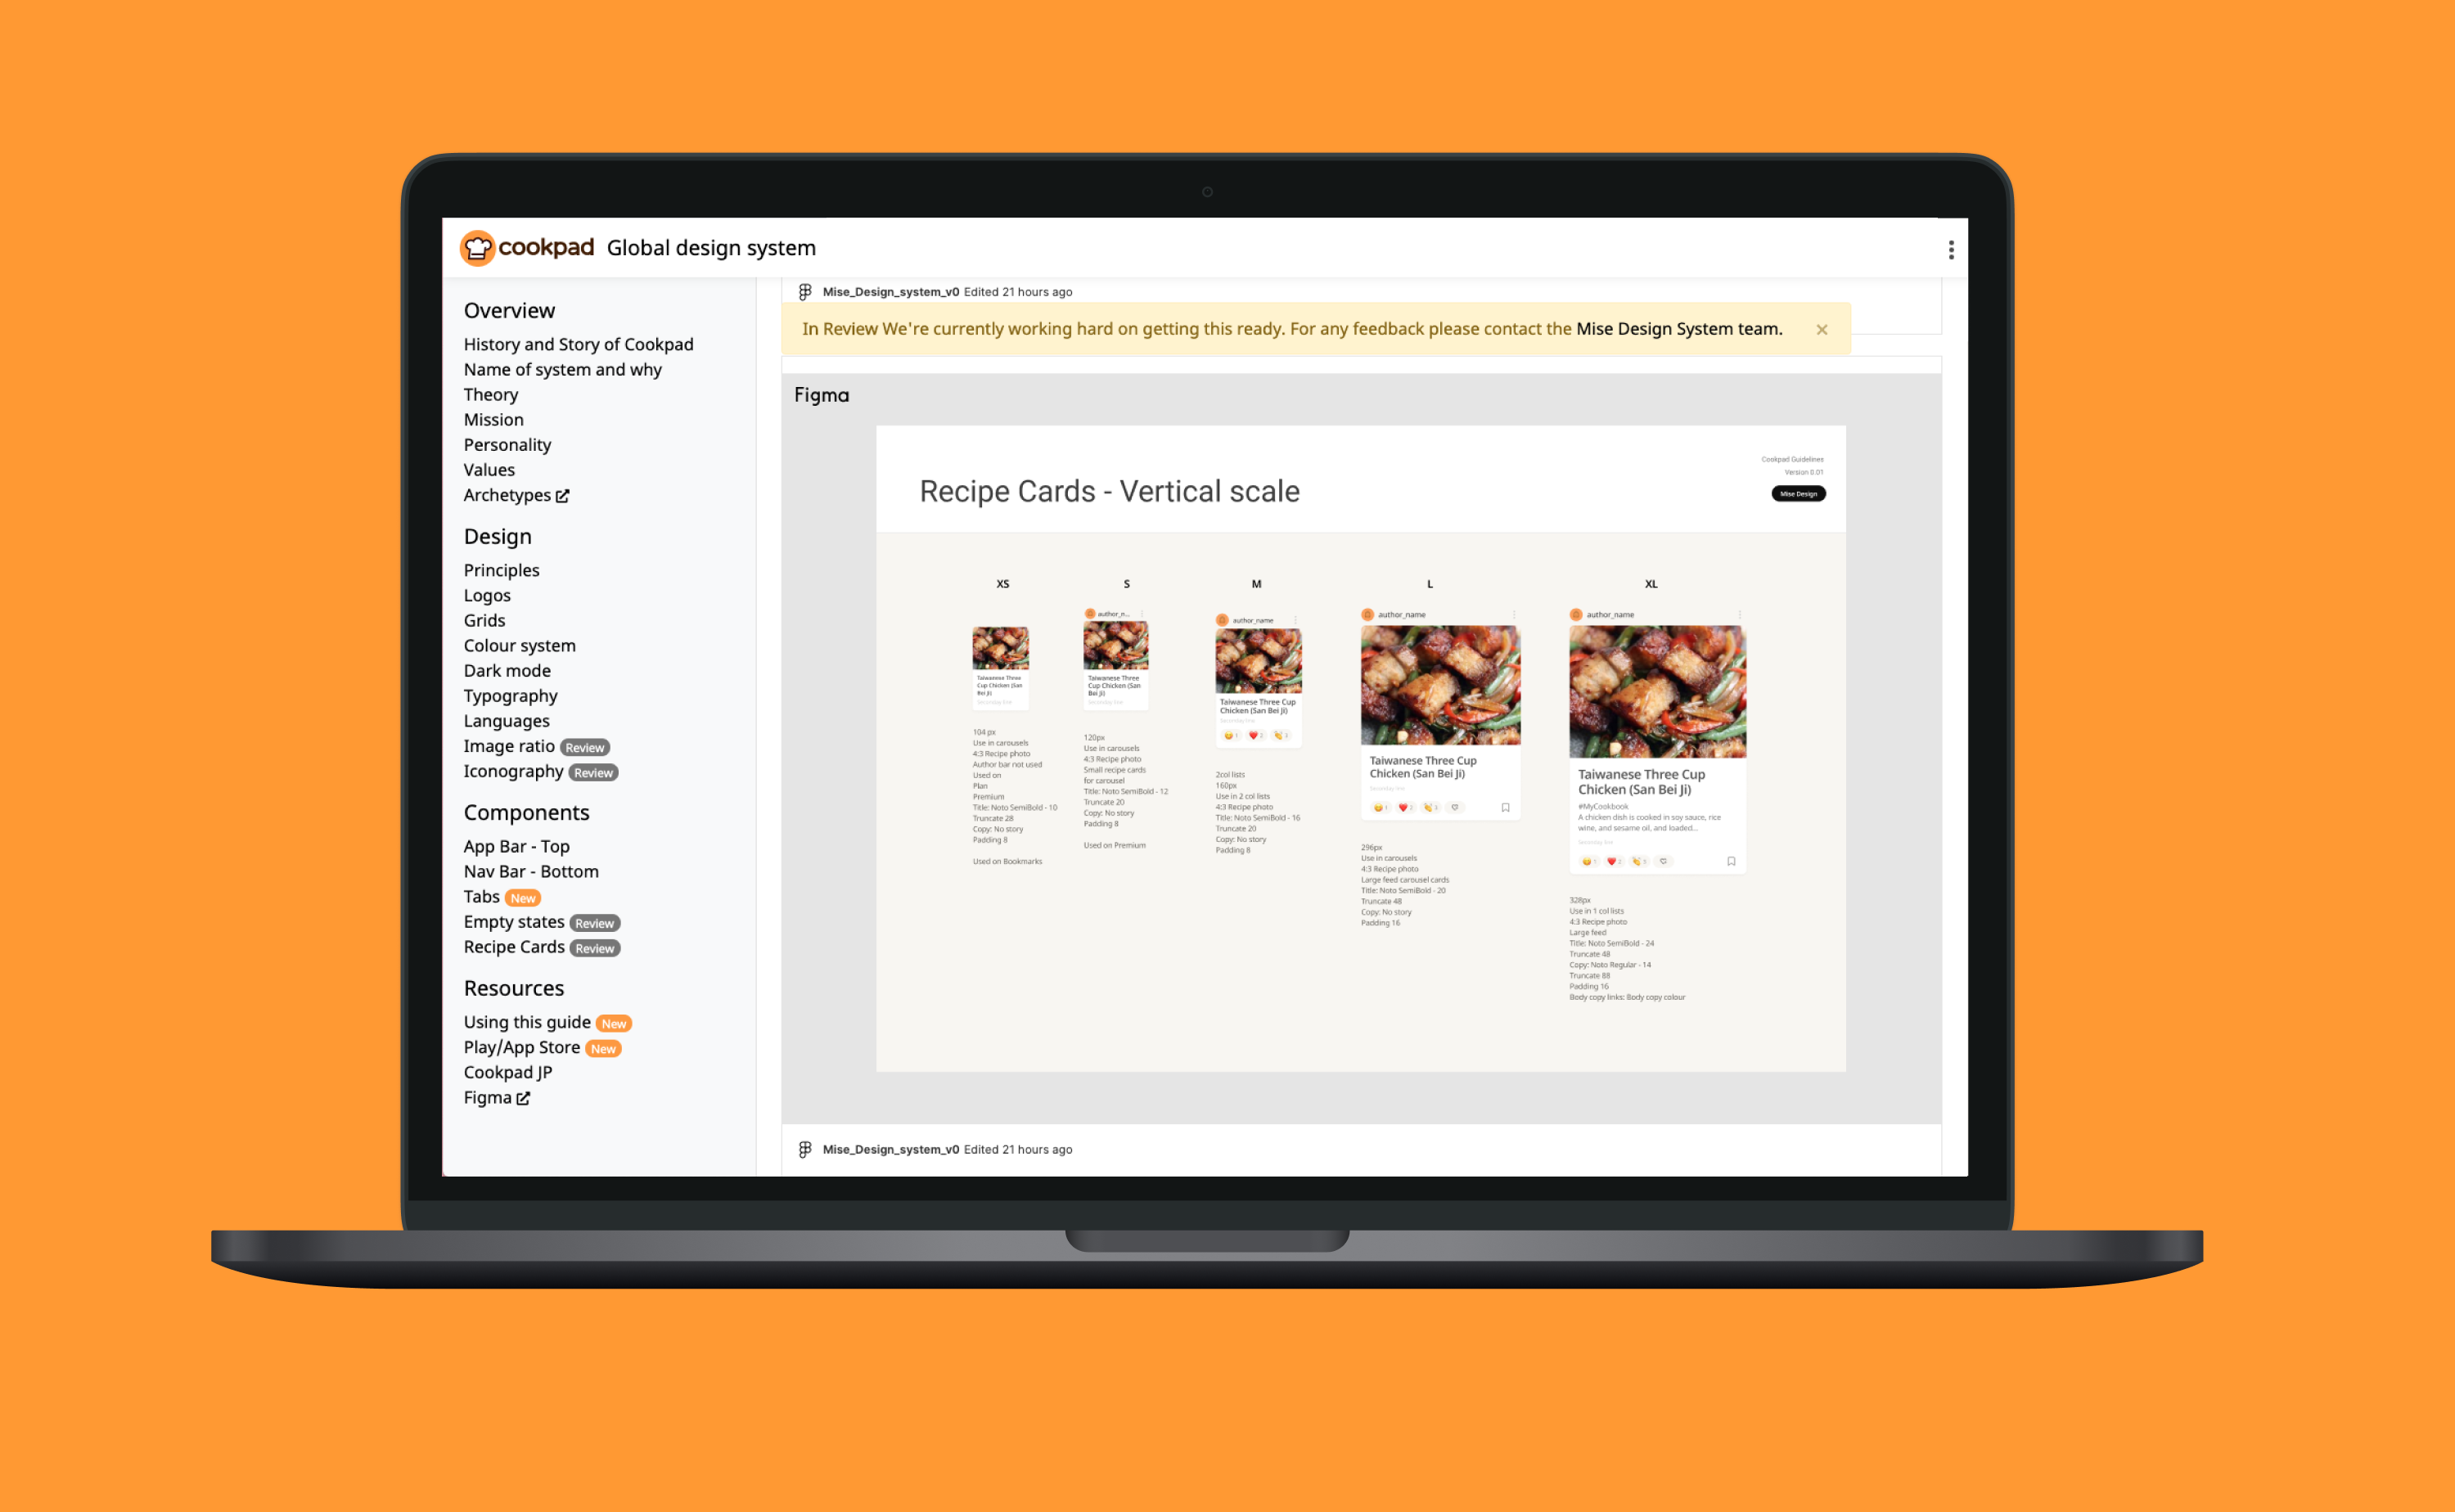 cookpad Global design system
Overview
History and Story of Cookpad
Name of system and why
Theory
Mission
Personality
Values
Archetypes
Design
Principles
Logos
Grids
Colour system
Dark mode
Typography
Languages
Image ratio Review
Iconography Review
Components
App Bar - Top
Nav Bar - Bottom
Tabs New
Empty states Review
Recipe Cards Review
Resources
Using this guide New
Play/App Store New
Cookpad JP
Figma
Mise_Design_system_v0 Edited 21 hours ago
In Review We're currently working hard on getting this ready. For any feedback please contact the Mise Design System team.
Figma
Recipe Cards - Vertical scale
Cookpad Guidelines
Version 0.01
Mise Design
XS
Taiwanese Three
Cup Chicken (San
Bei Ji)
104 px
Use in carousels
4:3 Recipe photo
Author bar not used
Used on
Plan
Premium
Title: Noto SemiBold - 10
Truncate 28
Copy: No story
Padding 8
Used on Bookmarks
S
author_n...
Taiwanese Three
Cup Chicken (San
Bei Ji)
120px
Use in carousels
4:3 Recipe photo
Small recipe cards
for carousel
Title: Noto SemiBold - 12
Truncate 20
Copy: No story
Padding 8
Used on Premium
M
author_name
Taiwanese Three Cup
Chicken (San Bei Ji)
2col lists
160px
Use in 2 col lists
4:3 Recipe photo
Title: Noto SemiBold - 16
Truncate 20
Copy: No story
Padding 8
L
author_name
Taiwanese Three Cup
Chicken (San Bei Ji)
296px
Use in carousels
4:3 Recipe photo
Large feed carousel cards
Title: Noto SemiBold - 20
Truncate 48
Copy: No story
Padding 16
XL
author_name
Taiwanese Three Cup
Chicken (San Bei Ji)
#MyCookbook
A chicken dish is cooked in soy sauce, rice
wine, and sesame oil, and loaded...
328px
Use in 1 col lists
4:3 Recipe photo
Large feed
Title: Noto SemiBold - 24
Truncate 48
Copy: Noto Regular - 14
Truncate 88
Padding 16
Body copy links: Body copy colour
Mise_Design_system_v0 Edited 21 hours ago